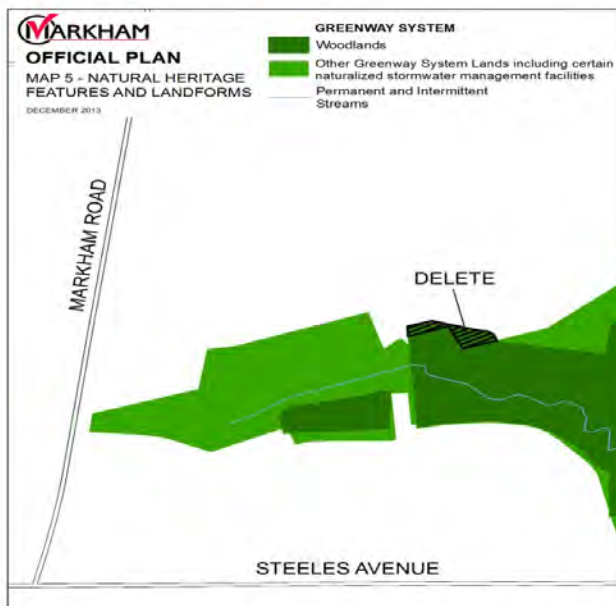 MARKHAM
OFFICIAL PLAN
MAP 5 - NATURAL HERITAGE
FEATURES AND LANDFORMS
DECEMBER 2013
GREENWAY SYSTEM
Woodlands
Other Greenway System Lands including certain
naturalized stormwater management facilities
Permanent and Intermittent
Streams
MARKHAM ROAD
DELETE
STEELES AVENUE